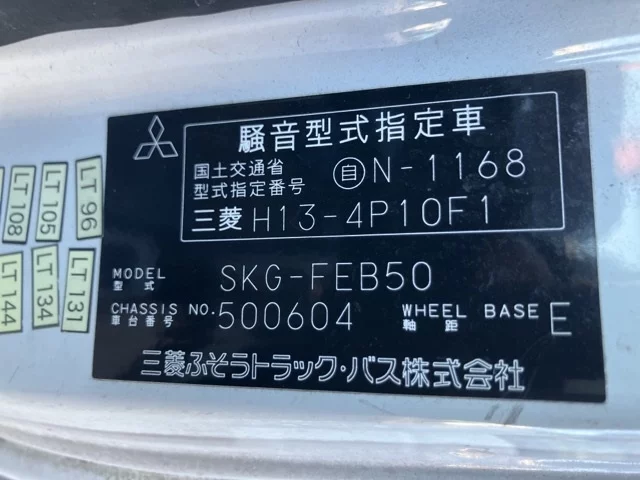 騒音型式指定車
国土交通省
型式指定番号
自 N-1168
三菱 H13-4P10F1
MODEL SKG-FEB50
型式
CHASSIS NO. 500604 WHEEL BASE E
車台番号 軸距
三菱ふそうトラック・バス株式会社
LT 108
LT 105
LT 96
LT 144
LT 134
LT 131